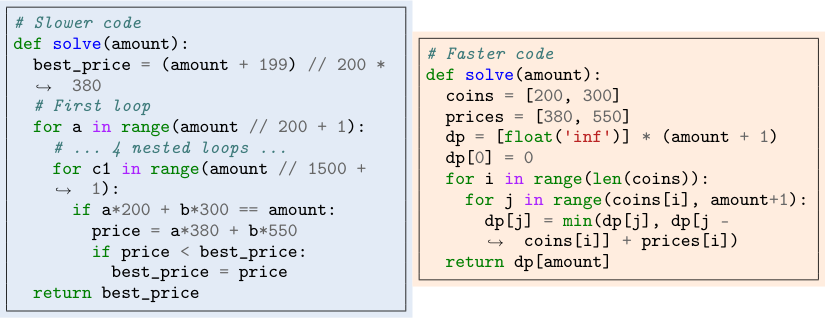 # Slower code
def solve(amount):
  best_price = (amount + 199) // 200 *
  ↪  380
  # First loop
  for a in range(amount // 200 + 1):
    # ... 4 nested loops ...
    for c1 in range(amount // 1500 +
    ↪  1):
      if a*200 + b*300 == amount:
        price = a*380 + b*550
        if price < best_price:
          best_price = price
  return best_price
# Faster code
def solve(amount):
  coins = [200, 300]
  prices = [380, 550]
  dp = [float('inf')] * (amount + 1)
  dp[0] = 0
  for i in range(len(coins)):
    for j in range(coins[i], amount+1):
      dp[j] = min(dp[j], dp[j -
      ↪  coins[i]] + prices[i])
  return dp[amount]